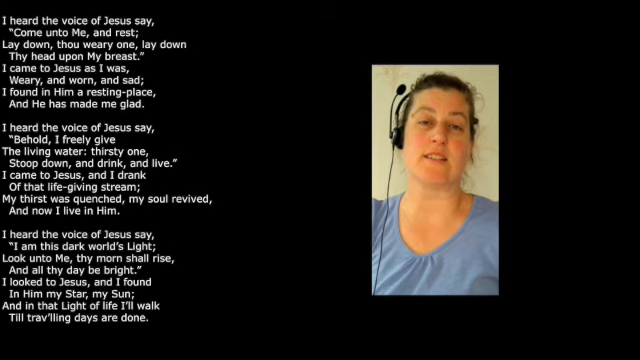 I heard the voice of Jesus say,
"Come unto Me, and rest;
Lay down, thou weary one, lay down
Thy head upon My breast."
I came to Jesus as I was,
Weary, and worn, and sad;
I found in Him a resting-place,
And He has made me glad.
I heard the voice of Jesus say,
"Behold, I freely give
The living water: thirsty one,
Stoop down, and drink, and live."
I came to Jesus, and I drank
Of that life-giving stream;
My thirst was quenched, my soul revived,
And now I live in Him.
I heard the voice of Jesus say,
"I am this dark world's Light;
Look unto Me, thy morn shall rise,
And all thy day be bright."
I looked to Jesus, and I found
In Him my Star, my Sun;
And in that Light of life I'll walk
Till trav'lling days are done.